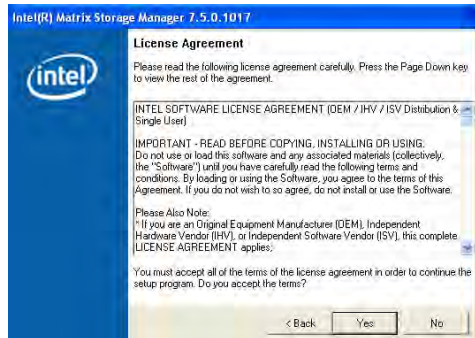 Intel(R) Matrix Storage Manager 7.5.0.1017
intel
License Agreement
Please read the following license agreement carefully. Press the Page Down key
to view the rest of the agreement.
INTEL SOFTWARE LICENSE AGREEMENT (OEM / IHV / ISV Distribution &
Single User)
IMPORTANT - READ BEFORE COPYING, INSTALLING OR USING.
Do not use or load this software and any associated materials (collectively,
the "Software") until you have carefully read the following terms and
conditions. By loading or using the Software, you agree to the terms of this
Agreement. If you do not wish to so agree, do not install or use the Software.
Please Also Note:
* If you are an Original Equipment Manufacturer (OEM), Independent
Hardware Vendor (IHV), or Independent Software Vendor (ISV), this complete
LICENSE AGREEMENT applies;
You must accept all of the terms of the license agreement in order to continue the
setup program. Do you accept the terms?
< Back Yes No